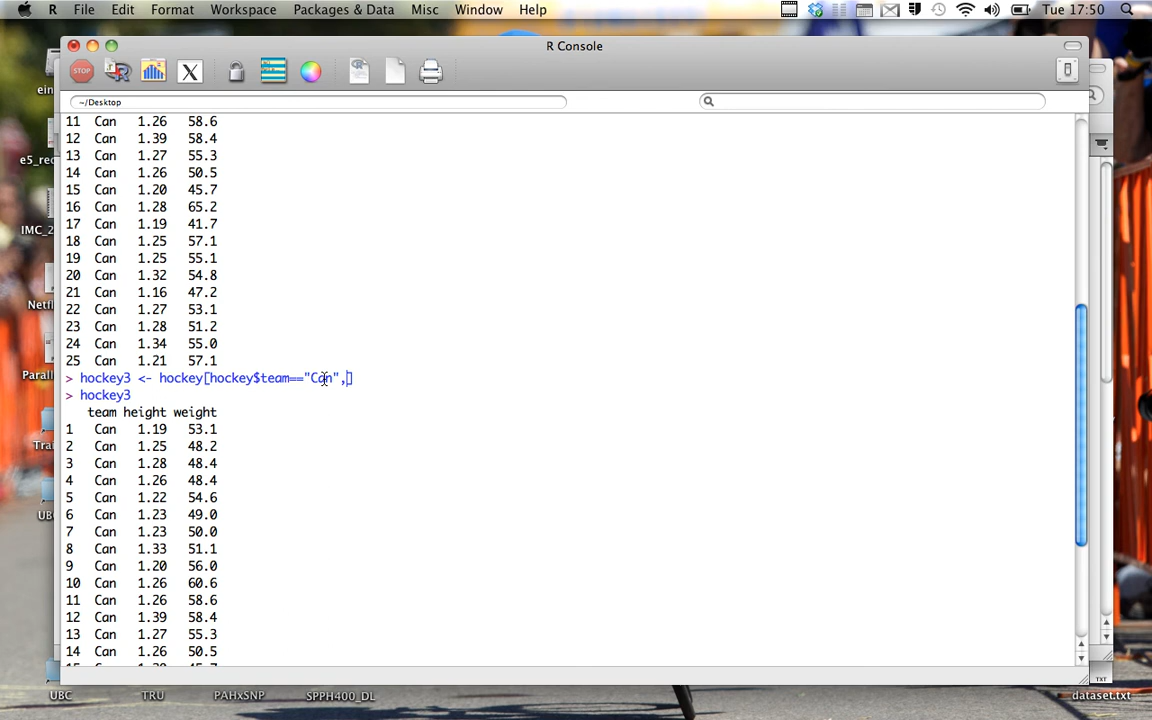 R File Edit Format Workspace Packages & Data Misc Window Help Tue 17:50
R Console
STOP
~/Desktop
11 Can 1.26 58.6
12 Can 1.39 58.4
13 Can 1.27 55.3
14 Can 1.26 50.5
15 Can 1.20 45.7
16 Can 1.28 65.2
17 Can 1.19 41.7
18 Can 1.25 57.1
19 Can 1.25 55.1
20 Can 1.32 54.8
21 Can 1.16 47.2
22 Can 1.27 53.1
23 Can 1.28 51.2
24 Can 1.34 55.0
25 Can 1.21 57.1
> hockey3 <- hockey[hockey$team=="Can",]
> hockey3
team height weight
1 Can 1.19 53.1
2 Can 1.25 48.2
3 Can 1.28 48.4
4 Can 1.26 48.4
5 Can 1.22 54.6
6 Can 1.23 49.0
7 Can 1.23 50.0
8 Can 1.33 51.1
9 Can 1.20 56.0
10 Can 1.26 60.6
11 Can 1.26 58.6
12 Can 1.39 58.4
13 Can 1.27 55.3
14 Can 1.26 50.5
ein
e5_rec
IMC_2
Netfl
Para
Tra
UB
UBC TRU PAHxSNP SPPH400_DL dataset.txt
TXT